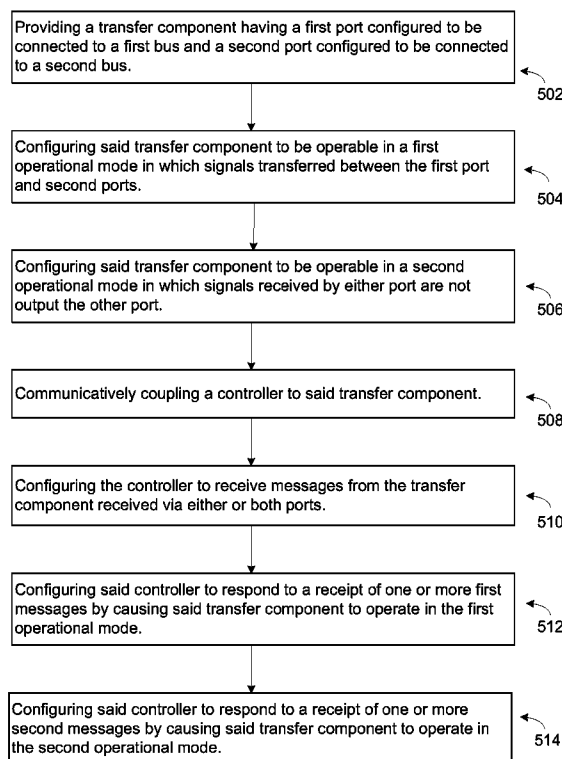 Providing a transfer component having a first port configured to be
connected to a first bus and a second port configured to be connected
to a second bus.
502
Configuring said transfer component to be operable in a first
operational mode in which signals transferred between the first port
and second ports.
504
Configuring said transfer component to be operable in a second
operational mode in which signals received by either port are not
output the other port.
506
Communicatively coupling a controller to said transfer component.
508
Configuring the controller to receive messages from the transfer
component received via either or both ports.
510
Configuring said controller to respond to a receipt of one or more first
messages by causing said transfer component to operate in the first
operational mode.
512
Configuring said controller to respond to a receipt of one or more
second messages by causing said transfer component to operate in
the second operational mode.
514